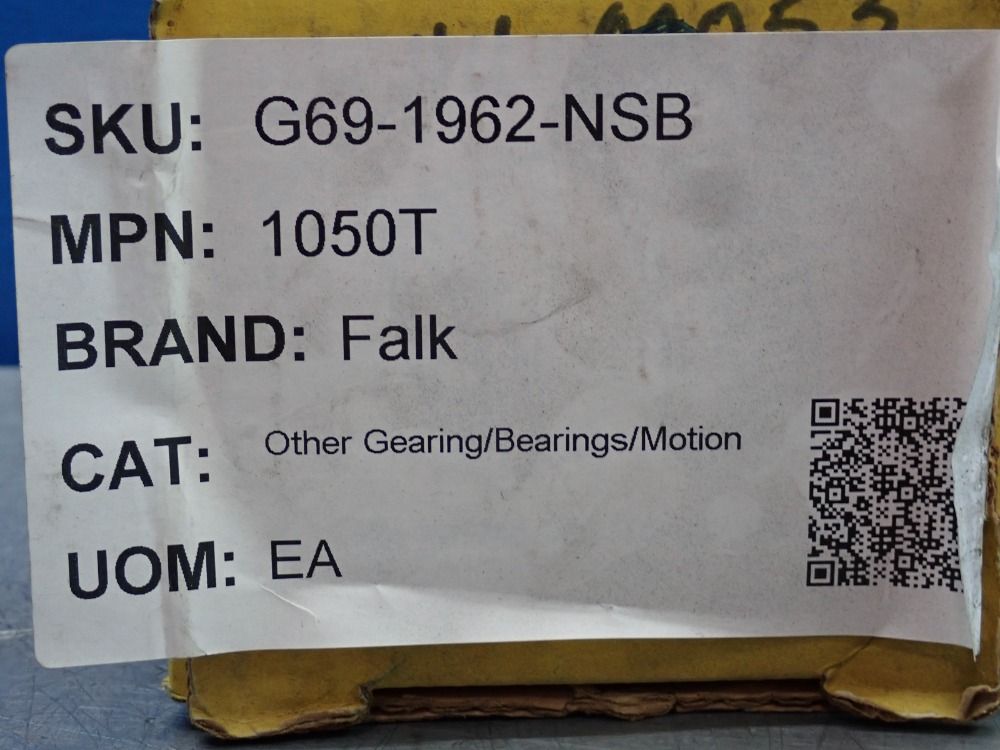 SKU: G69-1962-NSB
MPN: 1050T
BRAND: Falk
CAT: Other Gearing/Bearings/Motion
UOM: EA